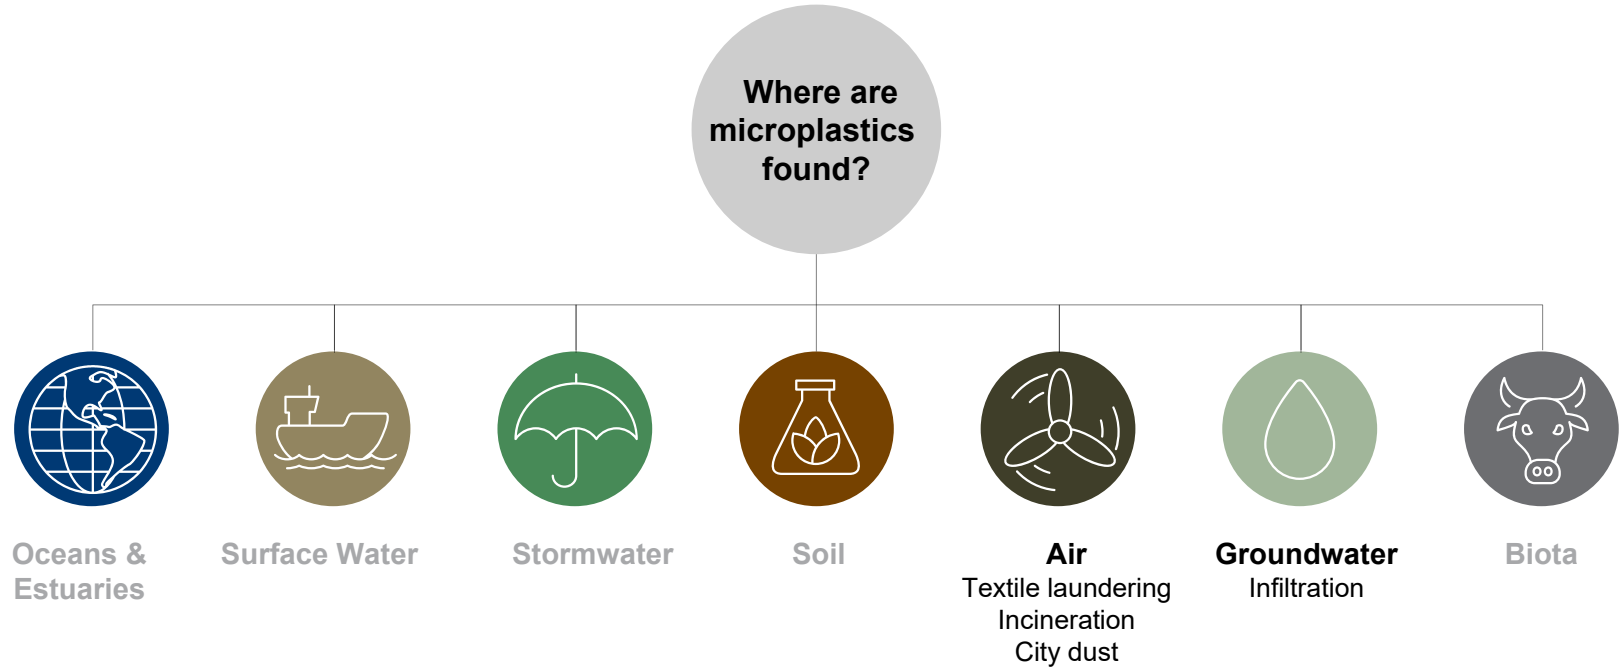 Where are
microplastics
found?
Oceans &
Estuaries
Surface Water
Stormwater
Soil
Air
Textile laundering
Incineration
City dust
Groundwater
Infiltration
Biota